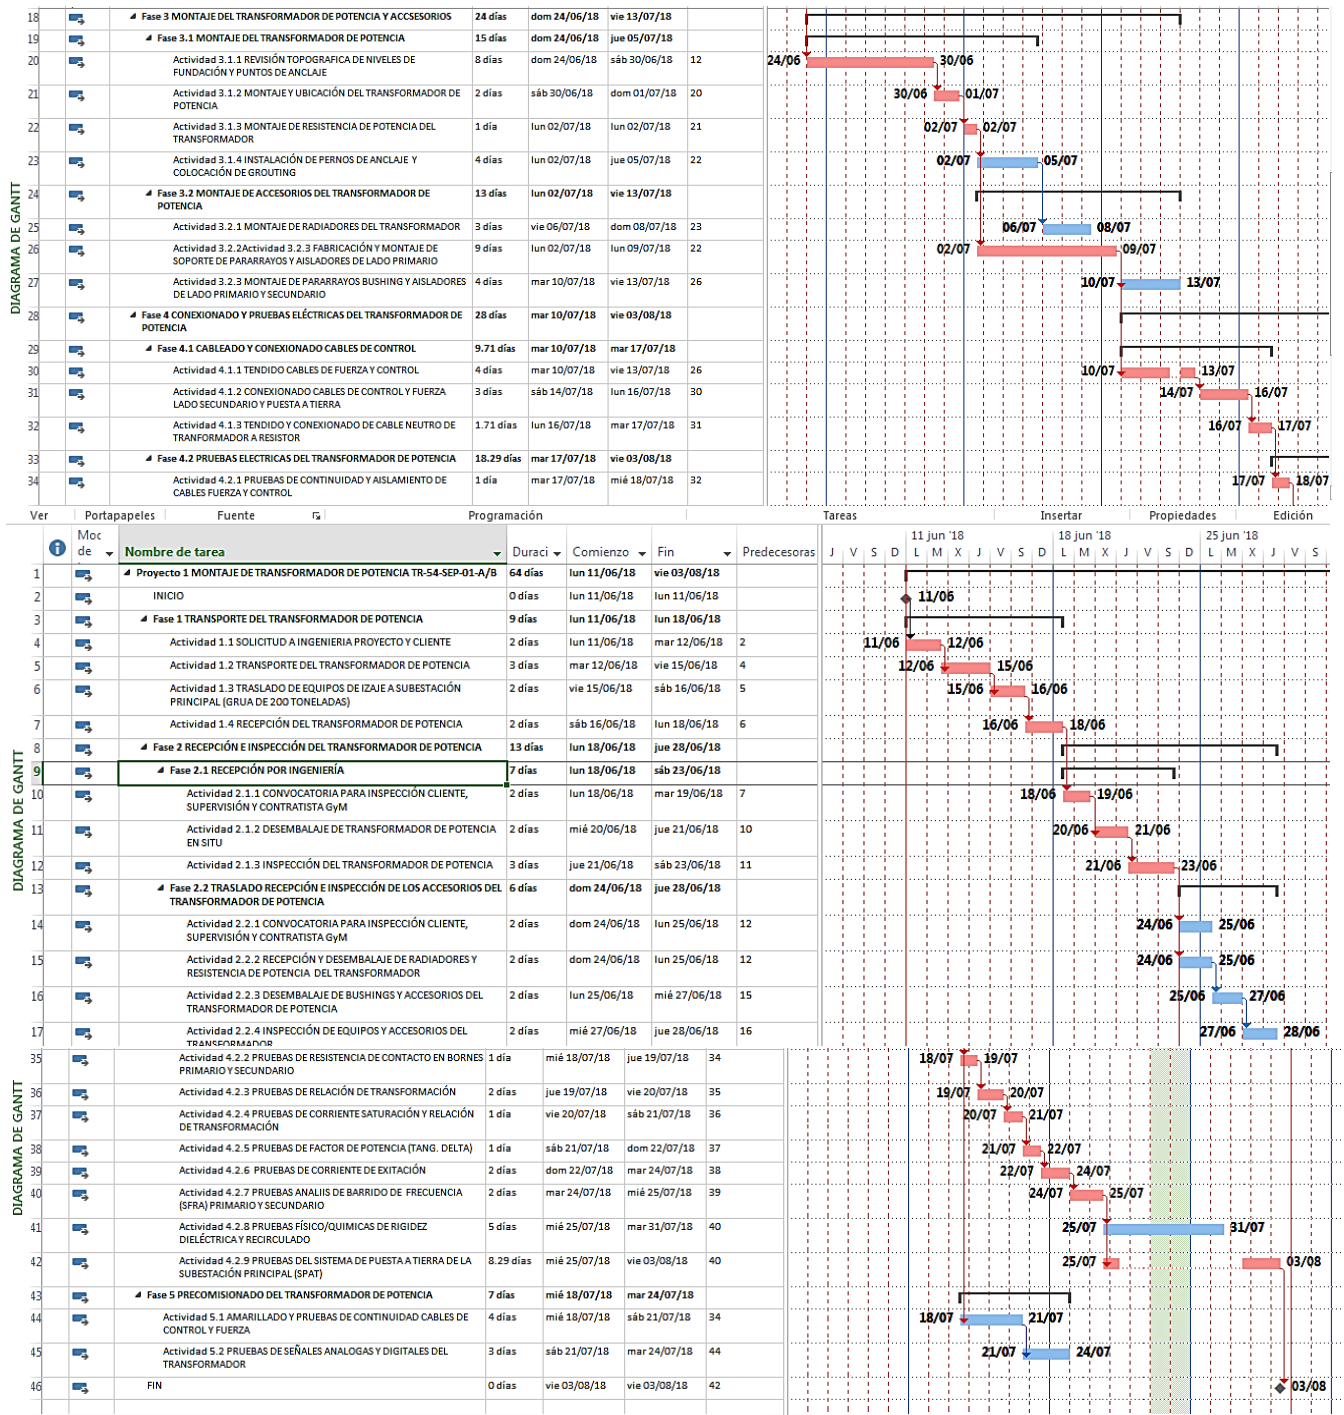 18 Fase 3 MONTAJE DEL TRANSFORMADOR DE POTENCIA Y ACCSESORIOS 24 días dom 24/06/18 vie 13/07/18
19 Fase 3.1 MONTAJE DEL TRANSFORMADOR DE POTENCIA 15 días dom 24/06/18 jue 05/07/18
20 Actividad 3.1.1 REVISIÓN TOPOGRAFICA DE NIVELES DE 8 días dom 24/06/18 sáb 30/06/18 12 24/06 30/06
FUNDACIÓN Y PUNTOS DE ANCLAJE
21 Actividad 3.1.2 MONTAJE Y UBICACIÓN DEL TRANSFORMADOR DE 2 días sáb 30/06/18 dom 01/07/18 20 30/06 01/07
POTENCIA
22 Actividad 3.1.3 MONTAJE DE RESISTENCIA DE POTENCIA DEL 1 día lun 02/07/18 lun 02/07/18 21 02/07 02/07
TRANSFORMADOR
23 Actividad 3.1.4 INSTALACIÓN DE PERNOS DE ANCLAJE Y 4 días lun 02/07/18 jue 05/07/18 22 02/07 05/07
COLOCACIÓN DE GROUTING
24 Fase 3.2 MONTAJE DE ACCESORIOS DEL TRANSFORMADOR DE 13 días lun 02/07/18 vie 13/07/18
POTENCIA
25 Actividad 3.2.1 MONTAJE DE RADIADORES DEL TRANSFORMADOR 3 días vie 06/07/18 dom 08/07/18 23 06/07 08/07
26 Actividad 3.2.2Actividad 3.2.3 FABRICACIÓN Y MONTAJE DE 9 días lun 02/07/18 lun 09/07/18 22 02/07 09/07
SOPORTE DE PARARRAYOS Y AISLADORES DE LADO PRIMARIO
27 Actividad 3.2.3 MONTAJE DE PARARRAYOS BUSHING Y AISLADORES 4 días mar 10/07/18 vie 13/07/18 26 10/07 13/07
DE LADO PRIMARIO Y SECUNDARIO
28 Fase 4 CONEXIONADO Y PRUEBAS ELÉCTRICAS DEL TRANSFORMADOR DE 28 días mar 10/07/18 vie 03/08/18
POTENCIA
29 Fase 4.1 CABLEADO Y CONEXIONADO CABLES DE CONTROL 9.71 días mar 10/07/18 mar 17/07/18
30 Actividad 4.1.1 TENDIDO CABLES DE FUERZA Y CONTROL 4 días mar 10/07/18 vie 13/07/18 26 10/07 13/07
31 Actividad 4.1.2 CONEXIONADO CABLES DE CONTROL Y FUERZA 3 días sáb 14/07/18 lun 16/07/18 30 14/07 16/07
LADO SECUNDARIO Y PUESTA A TIERRA
32 Actividad 4.1.3 TENDIDO Y CONEXIONADO DE CABLE NEUTRO DE 1.71 días lun 16/07/18 mar 17/07/18 31 16/07 17/07
TRANFORMADOR A RESISTOR
33 Fase 4.2 PRUEBAS ELECTRICAS DEL TRANSFORMADOR DE POTENCIA 18.29 días mar 17/07/18 vie 03/08/18
34 Actividad 4.2.1 PRUEBAS DE CONTINUIDAD Y AISLAMIENTO DE 1 día mar 17/07/18 mié 18/07/18 32 17/07 18/07
CABLES FUERZA Y CONTROL
DIAGRAMA DE GANTT
Ver Portapapeles Fuente Programación Tareas Insertar Propiedades Edición
Moc de Nombre de tarea Duraci Comienzo Fin Predecesoras
11 jun '18 18 jun '18 25 jun '18
J V S D L M X J V S D L M X J V S D L M X J V S
1 Proyecto 1 MONTAJE DE TRANSFORMADOR DE POTENCIA TR-54-SEP-01-A/B 64 días lun 11/06/18 vie 03/08/18
2 INICIO 0 días lun 11/06/18 lun 11/06/18 11/06
3 Fase 1 TRANSPORTE DEL TRANSFORMADOR DE POTENCIA 9 días lun 11/06/18 lun 18/06/18
4 Actividad 1.1 SOLICITUD A INGENIERIA PROYECTO Y CLIENTE 2 días lun 11/06/18 mar 12/06/18 2 11/06 12/06
5 Actividad 1.2 TRANSPORTE DEL TRANSFORMADOR DE POTENCIA 3 días mar 12/06/18 vie 15/06/18 4 12/06 15/06
6 Actividad 1.3 TRASLADO DE EQUIPOS DE IZAJE A SUBESTACIÓN 2 días vie 15/06/18 sáb 16/06/18 5 15/06 16/06
PRINCIPAL (GRUA DE 200 TONELADAS)
7 Actividad 1.4 RECEPCIÓN DEL TRANSFORMADOR DE POTENCIA 2 días sáb 16/06/18 lun 18/06/18 6 16/06 18/06
8 Fase 2 RECEPCIÓN E INSPECCIÓN DEL TRANSFORMADOR DE POTENCIA 13 días lun 18/06/18 jue 28/06/18
9 Fase 2.1 RECEPCIÓN POR INGENIERÍA 7 días lun 18/06/18 sáb 23/06/18
10 Actividad 2.1.1 CONVOCATORIA PARA INSPECCIÓN CLIENTE, 2 días lun 18/06/18 mar 19/06/18 7 18/06 19/06
SUPERVISIÓN Y CONTRATISTA GyM
11 Actividad 2.1.2 DESEMBALAJE DE TRANSFORMADOR DE POTENCIA 2 días mié 20/06/18 jue 21/06/18 10 20/06 21/06
EN SITU
12 Actividad 2.1.3 INSPECCIÓN DEL TRANSFORMADOR DE POTENCIA 3 días jue 21/06/18 sáb 23/06/18 11 21/06 23/06
13 Fase 2.2 TRASLADO RECEPCIÓN E INSPECCIÓN DE LOS ACCESORIOS DEL 6 días dom 24/06/18 jue 28/06/18
TRANSFORMADOR DE POTENCIA
14 Actividad 2.2.1 CONVOCATORIA PARA INSPECCIÓN CLIENTE, 2 días dom 24/06/18 lun 25/06/18 12 24/06 25/06
SUPERVISIÓN Y CONTRATISTA GyM
15 Actividad 2.2.2 RECEPCIÓN Y DESEMBALAJE DE RADIADORES Y 2 días dom 24/06/18 lun 25/06/18 12 24/06 25/06
RESISTENCIA DE POTENCIA DEL TRANSFORMADOR
16 Actividad 2.2.3 DESEMBALAJE DE BUSHINGS Y ACCESORIOS DEL 2 días lun 25/06/18 mié 27/06/18 15 25/06 27/06
TRANSFORMADOR DE POTENCIA
17 Actividad 2.2.4 INSPECCIÓN DE EQUIPOS Y ACCESORIOS DEL 2 días mié 27/06/18 jue 28/06/18 16 27/06 28/06
TRANSFORMADOR
DIAGRAMA DE GANTT
35 Actividad 4.2.2 PRUEBAS DE RESISTENCIA DE CONTACTO EN BORNES 1 día mié 18/07/18 jue 19/07/18 34 18/07 19/07
PRIMARIO Y SECUNDARIO
36 Actividad 4.2.3 PRUEBAS DE RELACIÓN DE TRANSFORMACIÓN 2 días jue 19/07/18 vie 20/07/18 35 19/07 20/07
37 Actividad 4.2.4 PRUEBAS DE CORRIENTE SATURACIÓN Y RELACIÓN 1 día vie 20/07/18 sáb 21/07/18 36 20/07 21/07
DE TRANSFORMACIÓN
38 Actividad 4.2.5 PRUEBAS DE FACTOR DE POTENCIA (TANG. DELTA) 1 día sáb 21/07/18 dom 22/07/18 37 21/07 22/07
39 Actividad 4.2.6 PRUEBAS DE CORRIENTE DE EXITACIÓN 2 días dom 22/07/18 mar 24/07/18 38 22/07 24/07
40 Actividad 4.2.7 PRUEBAS ANALIIS DE BARRIDO DE FRECUENCIA 2 días mar 24/07/18 mié 25/07/18 39 24/07 25/07
(SFRA) PRIMARIO Y SECUNDARIO
41 Actividad 4.2.8 PRUEBAS FÍSICO/QUIMICAS DE RIGIDEZ 5 días mié 25/07/18 mar 31/07/18 40 25/07 31/07
DIELÉCTRICA Y RECIRCULADO
42 Actividad 4.2.9 PRUEBAS DEL SISTEMA DE PUESTA A TIERRA DE LA 8.29 días mié 25/07/18 vie 03/08/18 40 25/07 03/08
SUBESTACIÓN PRINCIPAL (SPAT)
43 Fase 5 PRECOMISIONADO DEL TRANSFORMADOR DE POTENCIA 7 días mié 18/07/18 mar 24/07/18
44 Actividad 5.1 AMARILLADO Y PRUEBAS DE CONTINUIDAD CABLES DE 4 días mié 18/07/18 sáb 21/07/18 34 18/07 21/07
CONTROL Y FUERZA
45 Actividad 5.2 PRUEBAS DE SEÑALES ANALOGAS Y DIGITALES DEL 3 días sáb 21/07/18 mar 24/07/18 44 21/07 24/07
TRANSFORMADOR
46 FIN 0 días vie 03/08/18 vie 03/08/18 42 03/08
DIAGRAMA DE GANTT